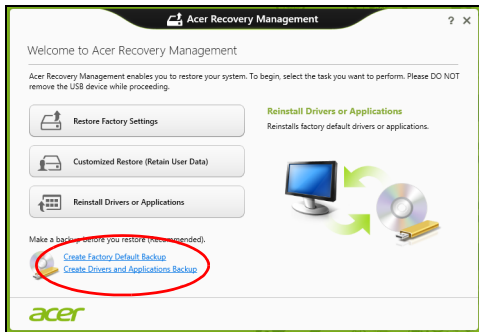 Acer Recovery Management
? ×
Welcome to Acer Recovery Management
Acer Recovery Management enables you to restore your system. To begin, select the task you want to perform. Please DO NOT
remove the USB device while proceeding.
Restore Factory Settings
Customized Restore (Retain User Data)
Reinstall Drivers or Applications
Reinstall Drivers or Applications
Reinstalls factory default drivers or applications.
Make a backup before you restore (Recommended).
Create Factory Default Backup
Create Drivers and Applications Backup
acer